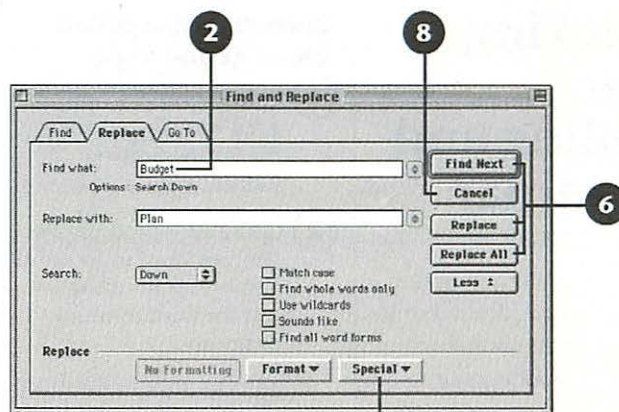 2
8
Find and Replace
Find Replace Go To
Find what: Budget Find Next
Options: Search Down
Cancel
6
Replace with: Plan Replace
Replace All
Search: Down Match case Less
Find whole words only
Use wildcards
Sounds like
Find all word forms
Replace
No Formatting Format Special